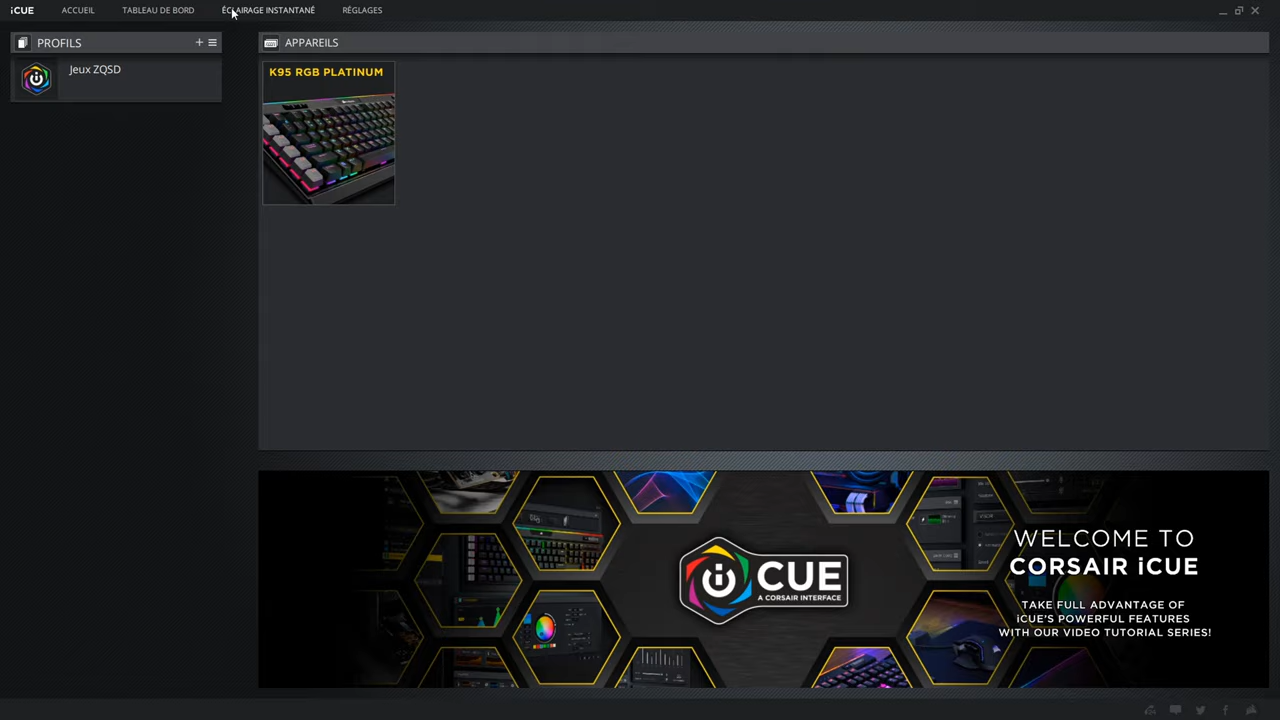 iCUE ACCUEIL TABLEAU DE BORD ÉCLAIRAGE INSTANTANÉ RÉGLAGES
PROFILS
Jeux ZQSD
APPAREILS
K95 RGB PLATINUM
CUE
A CORSAIR INTERFACE
WELCOME TO
CORSAIR iCUE
TAKE FULL ADVANTAGE OF
iCUE'S POWERFUL FEATURES
WITH OUR VIDEO TUTORIAL SERIES!